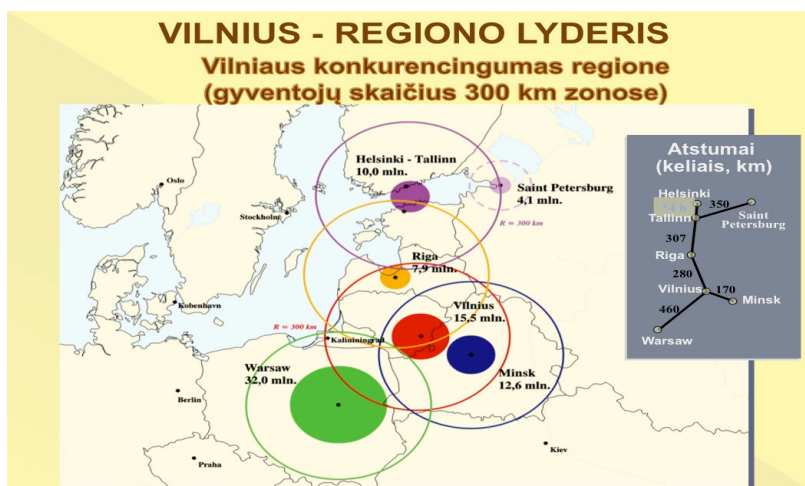 VILNIUS - REGIONO LYDERIS
Vilniaus konkurencingumas regione
(gyventojų skaičius 300 km zonose)
Oslo
Stockholm
Kobenhavn
Berlin
Praha
Kiev
Kaliningrad
Helsinki - Tallinn
10,0 mln.
Saint Petersburg
4,1 mln.
R = 300 km
Riga
7,9 mln.
Vilnius
15,5 mln.
R = 300 km
Warsaw
32,0 mln.
Minsk
12,6 mln.
Atstumai
(keliais, km)
Helsinki
350
Tallinn
Saint
Petersburg
307
Riga
280
Vilnius
170
Minsk
460
Warsaw